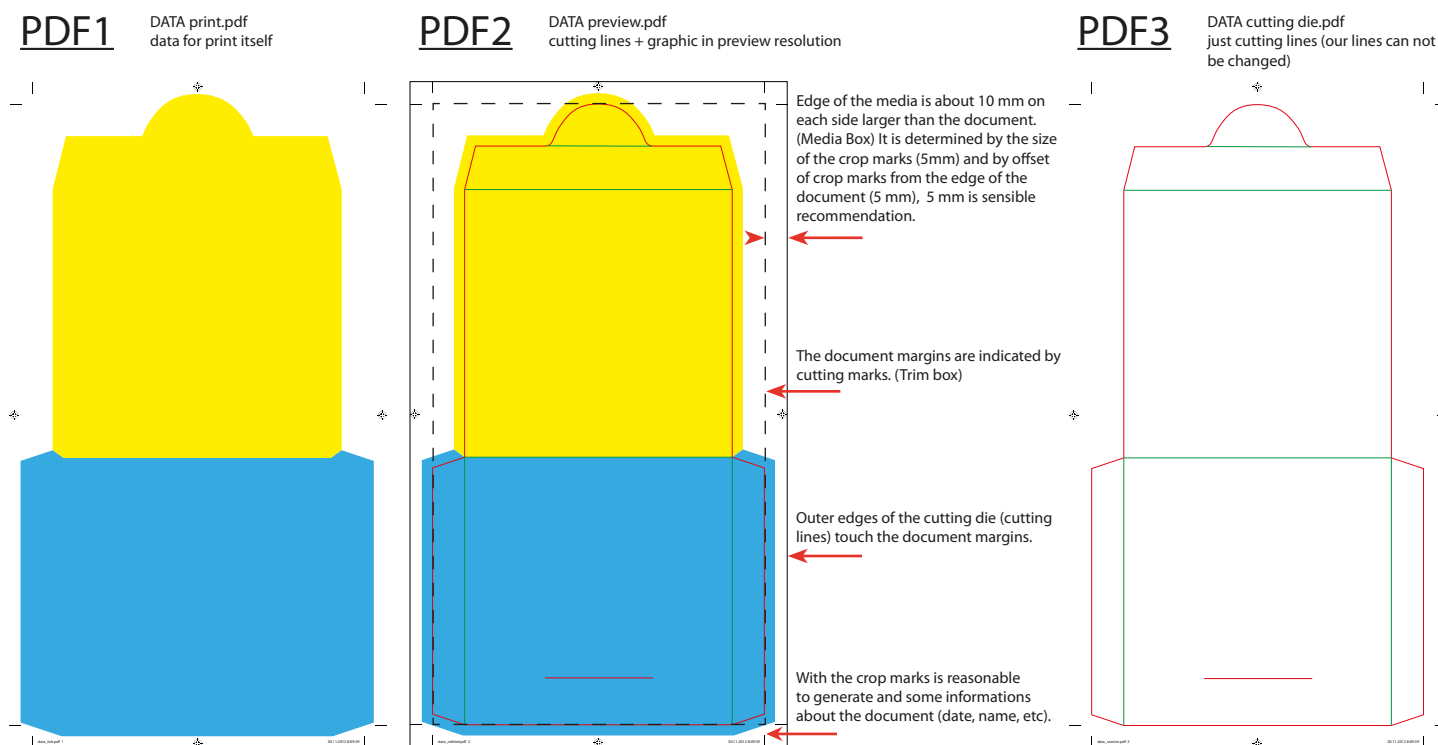 PDF1
DATA print.pdf
data for print itself
PDF2
DATA preview.pdf
cutting lines + graphic in preview resolution
PDF3
DATA cutting die.pdf
just cutting lines (our lines can not
be changed)
Edge of the media is about 10 mm on
each side larger than the document.
(Media Box) It is determined by the size
of the crop marks (5mm) and by offset
of crop marks from the edge of the
document (5 mm),  5 mm is sensible
recommendation.
The document margins are indicated by
cutting marks. (Trim box)
Outer edges of the cutting die (cutting
lines) touch the document margins.
With the crop marks is reasonable
to generate and some informations
about the document (date, name, etc).